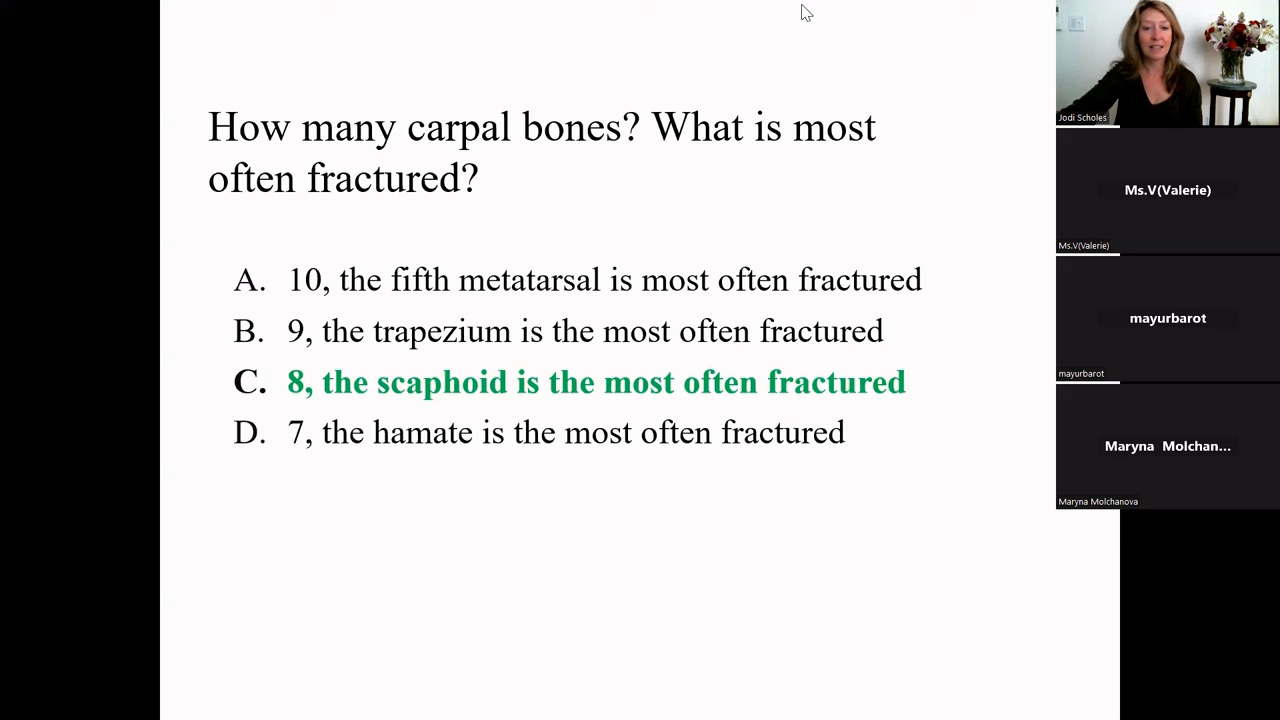 How many carpal bones? What is most
often fractured?
A. 10, the fifth metatarsal is most often fractured
B. 9, the trapezium is the most often fractured
C. 8, the scaphoid is the most often fractured
D. 7, the hamate is the most often fractured
Jodi Scholes
Ms.V(Valerie)
Ms.V(Valerie)
mayurbarot
mayurbarot
Maryna Molchan...
Maryna Molchanova